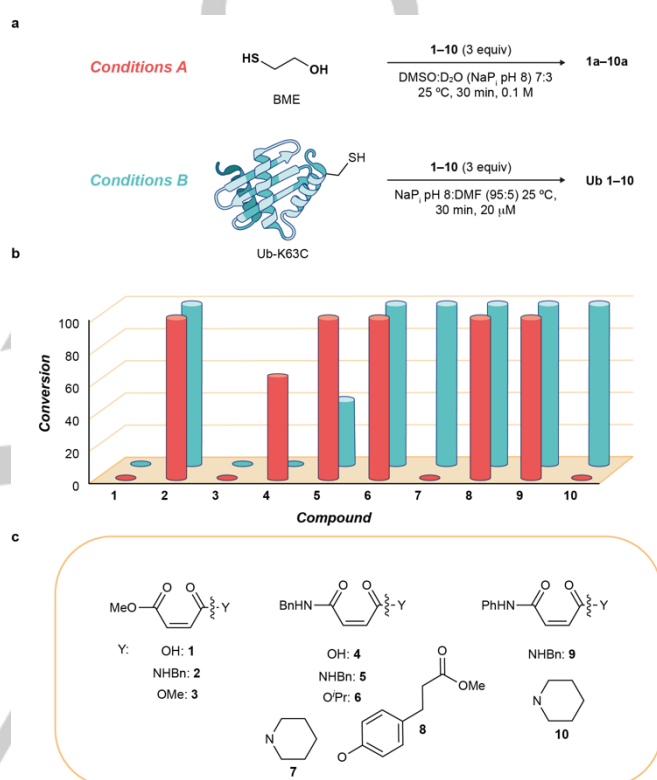 a
Conditions A
HS
OH
BME
1–10 (3 equiv)
DMSO:D₂O (NaPᵢ pH 8) 7:3
25 ºC, 30 min, 0.1 M
1a–10a
Conditions B
SH
Ub-K63C
1–10 (3 equiv)
NaPᵢ pH 8:DMF (95:5) 25 ºC,
30 min, 20 μM
Ub 1–10
b
Conversion
100
80
60
40
20
0
1 2 3 4 5 6 7 8 9 10
Compound
c
MeO O O Y
BnHN O O Y
PhHN O O Y
Y: OH: 1
NHBn: 2
OMe: 3
OH: 4
NHBn: 5
OⁱPr: 6
NHBn: 9
N
7
O
O
OMe
8
N
10